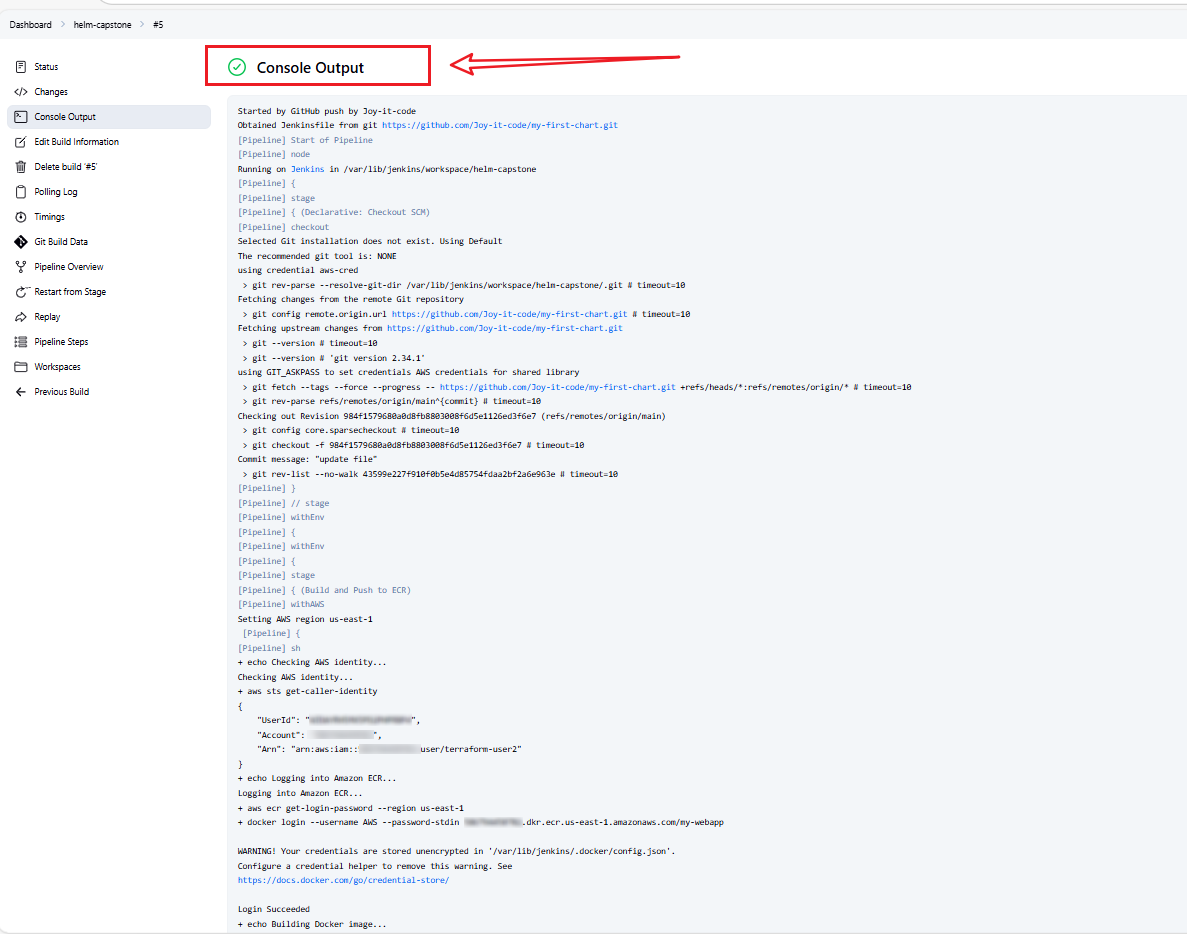 Dashboard > helm-capstone > #5
Status
Changes
Console Output
Edit Build Information
Delete build '#5'
Polling Log
Timings
Git Build Data
Pipeline Overview
Restart from Stage
Replay
Pipeline Steps
Workspaces
Previous Build
Console Output
Started by GitHub push by Joy-it-code
Obtained Jenkinsfile from git https://github.com/Joy-it-code/my-first-chart.git
[Pipeline] Start of Pipeline
[Pipeline] node
Running on Jenkins in /var/lib/jenkins/workspace/helm-capstone
[Pipeline] {
[Pipeline] stage
[Pipeline] { (Declarative: Checkout SCM)
[Pipeline] checkout
Selected Git installation does not exist. Using Default
The recommended git tool is: NONE
using credential aws-cred
> git rev-parse --resolve-git-dir /var/lib/jenkins/workspace/helm-capstone/.git # timeout=10
Fetching changes from the remote Git repository
> git config remote.origin.url https://github.com/Joy-it-code/my-first-chart.git # timeout=10
Fetching upstream changes from https://github.com/Joy-it-code/my-first-chart.git
> git --version # timeout=10
> git --version # 'git version 2.34.1'
using GIT_ASKPASS to set credentials AWS credentials for shared library
> git fetch --tags --force --progress -- https://github.com/Joy-it-code/my-first-chart.git +refs/heads/*:refs/remotes/origin/* # timeout=10
> git rev-parse refs/remotes/origin/main^{commit} # timeout=10
Checking out Revision 984f1579680a0d8fb8803008f6d5e1126ed3f6e7 (refs/remotes/origin/main)
> git config core.sparsecheckout # timeout=10
> git checkout -f 984f1579680a0d8fb8803008f6d5e1126ed3f6e7 # timeout=10
Commit message: "update file"
> git rev-list --no-walk 43599e227f910f0b5e4d85754fdaa2bf2a6e963e # timeout=10
[Pipeline] }
[Pipeline] // stage
[Pipeline] withEnv
[Pipeline] {
[Pipeline] withEnv
[Pipeline] {
[Pipeline] stage
[Pipeline] { (Build and Push to ECR)
[Pipeline] withAWS
Setting AWS region us-east-1
[Pipeline] {
[Pipeline] sh
+ echo Checking AWS identity...
Checking AWS identity...
+ aws sts get-caller-identity
{
"UserId": "",
"Account": ",
"Arn": "arn:aws:iam::user/terraform-user2"
}
+ echo Logging into Amazon ECR...
Logging into Amazon ECR...
+ aws ecr get-login-password --region us-east-1
+ docker login --username AWS --password-stdin .dkr.ecr.us-east-1.amazonaws.com/my-webapp
WARNING! Your credentials are stored unencrypted in '/var/lib/jenkins/.docker/config.json'.
Configure a credential helper to remove this warning. See
https://docs.docker.com/go/credential-store/
Login Succeeded
+ echo Building Docker image...